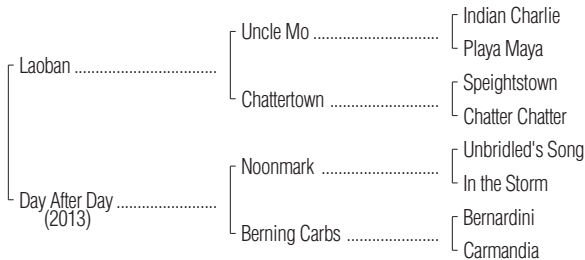 Indian Charlie
Uncle Mo ..............................
Playa Maya
Laoban ..................................
Speightstown
Chattertown ..........................
Chatter Chatter
Unbridled's Song
Noonmark ............................
In the Storm
Day After Day ........................
(2013)
Bernardini
Berning Carbs ......................
Carmandia